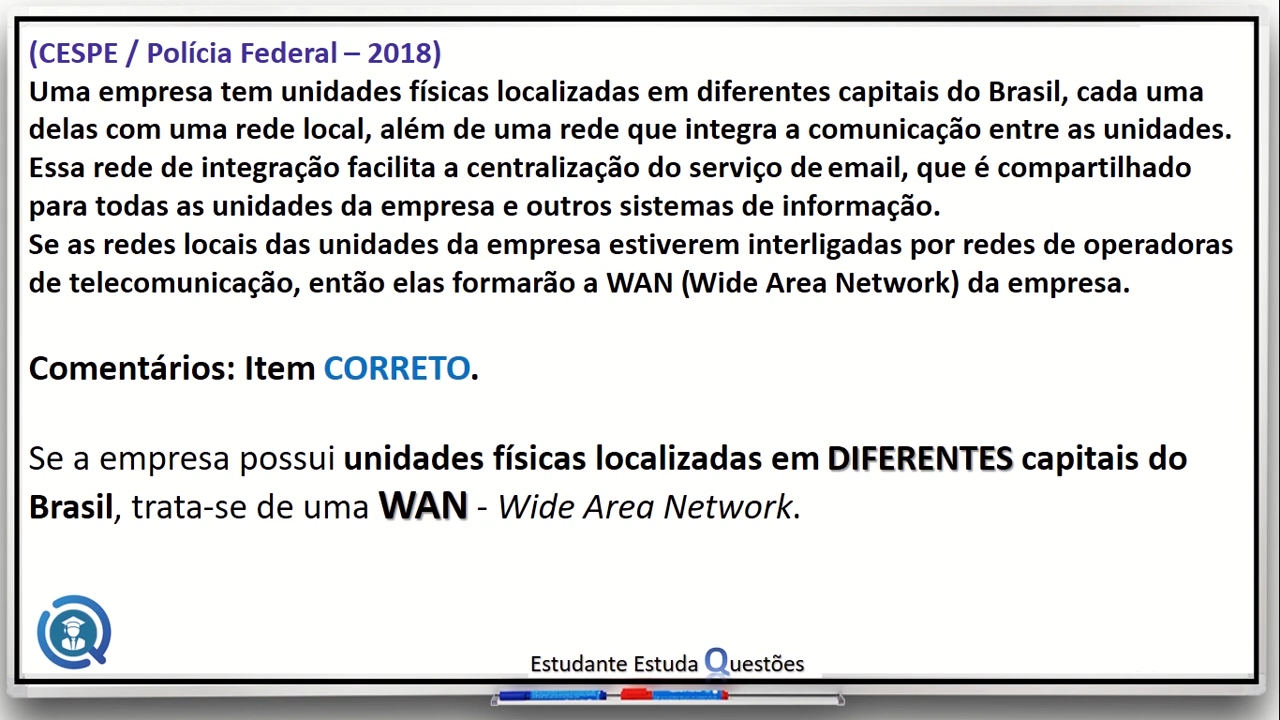 (CESPE / Polícia Federal – 2018)
Uma empresa tem unidades físicas localizadas em diferentes capitais do Brasil, cada uma
delas com uma rede local, além de uma rede que integra a comunicação entre as unidades.
Essa rede de integração facilita a centralização do serviço de email, que é compartilhado
para todas as unidades da empresa e outros sistemas de informação.
Se as redes locais das unidades da empresa estiverem interligadas por redes de operadoras
de telecomunicação, então elas formarão a WAN (Wide Area Network) da empresa.
Comentários: Item CORRETO.
Se a empresa possui unidades físicas localizadas em DIFERENTES capitais do
Brasil, trata-se de uma WAN - Wide Area Network.
Estudante Estuda Questões